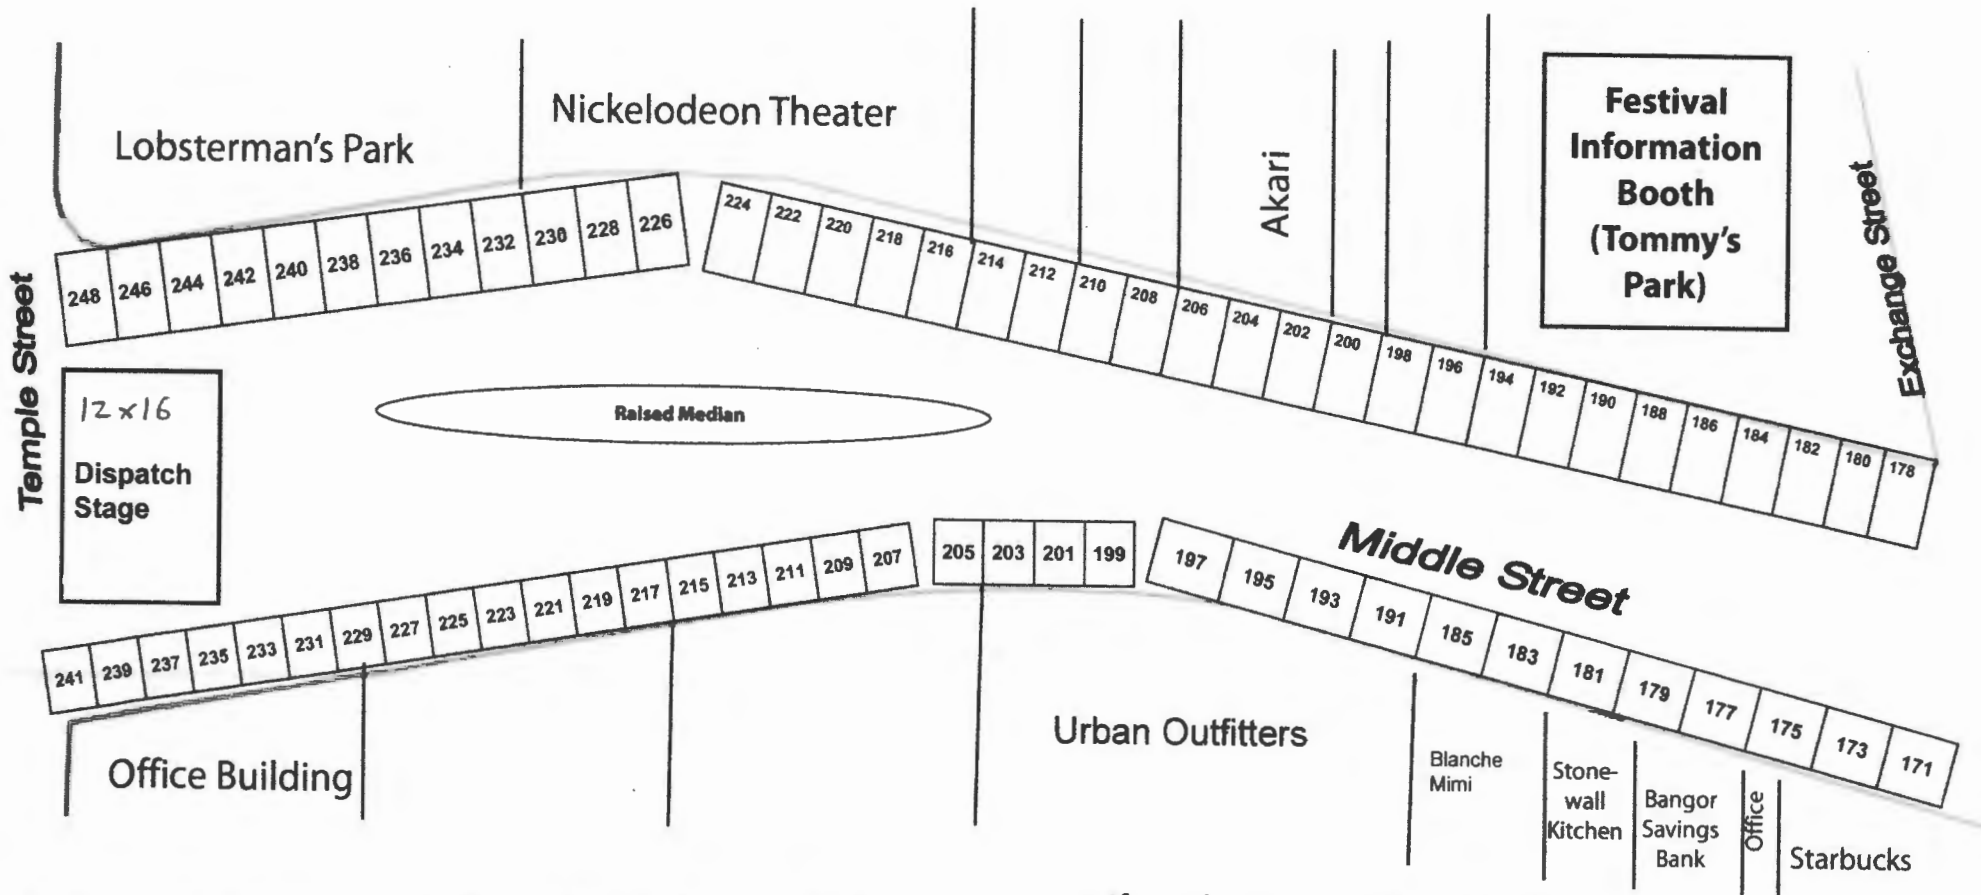 Lobsterman's Park
Nickelodeon Theater
Akari
Festival
Information
Booth
(Tommy's
Park)
Exchange Street
248 246 244 242 240 238 236 234 232 230 228 226
224 222 220 218 216 214 212 210 208 206 204 202 200 198 196 194 192 190 188 186 184 182 180 178
Temple Street
12x16
Dispatch
Stage
Raised Median
Middle Street
241 239 237 235 233 231 229 227 225 223 221 219 217 215 213 211 209 207
205 203 201 199
197 195 193 191 185 183 181 179 177 175 173 171
Office Building
Urban Outfitters
Blanche
Mimi
Stone-
wall
Kitchen
Bangor
Savings
Bank
Office
Starbucks